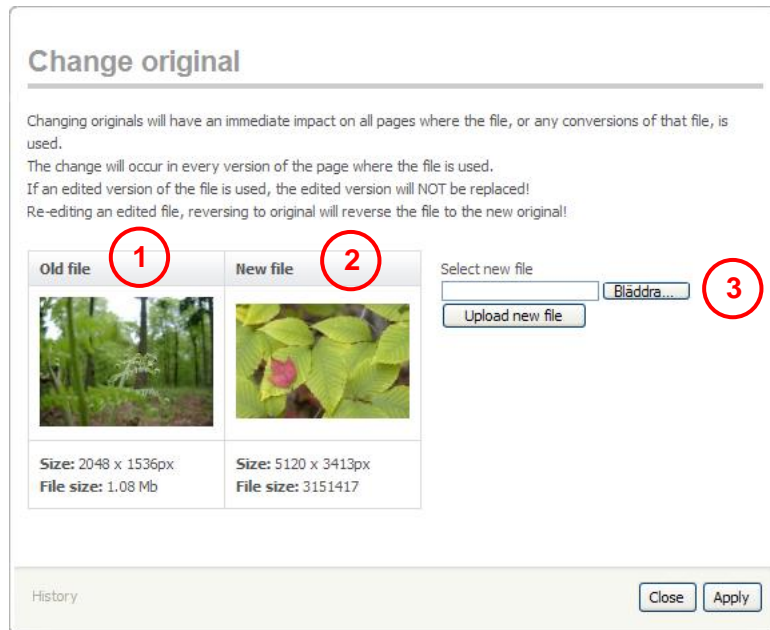 Change original
Changing originals will have an immediate impact on all pages where the file, or any conversions of that file, is
used.
The change will occur in every version of the page where the file is used.
If an edited version of the file is used, the edited version will NOT be replaced!
Re-editing an edited file, reversing to original will reverse the file to the new original!
Old file 1
New file 2
Select new file
Bläddra... 3
Upload new file
Size: 2048 x 1536px
File size: 1.08 Mb
Size: 5120 x 3413px
File size: 3151417
History
Close Apply